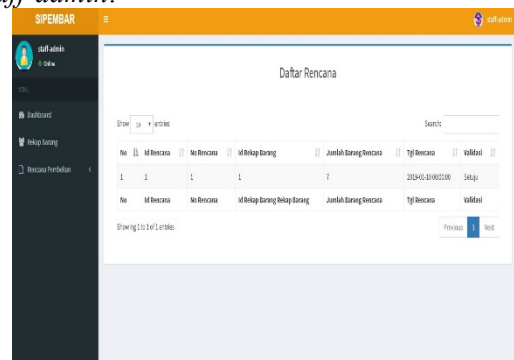 staff admin.
SIPEMBAR
staff-admin
staff-admin
Online
MENU
Dashboard
Rekap Barang
Rencana Pembelian
Daftar Rencana
Show 10 entries
Search:
No Id Rencana No Rencana Id Rekap Barang Jumlah Barang Rencana Tgl Rencana Validasi
1 1 1 1 7 Setuju
No Id Rencana No Rencana Id Rekap Barang Rekap Barang Jumlah Barang Rencana Tgl Rencana Validasi
Showing 1 to 1 of 1 entries
Previous 1 Next